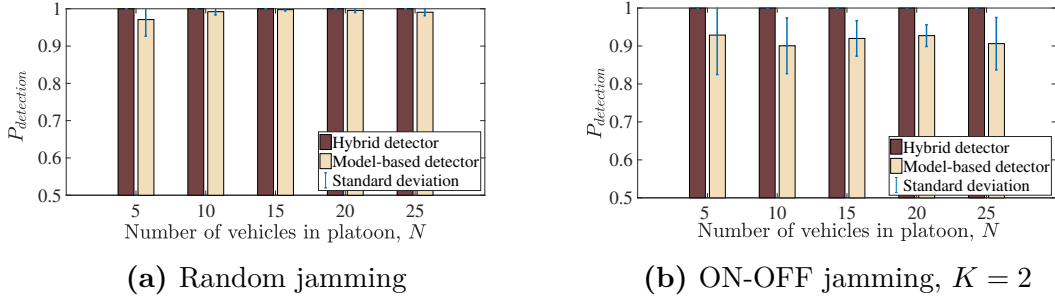 1
0.9
0.8
0.7
0.6
0.5
P_detection
Hybrid detector
Model-based detector
Standard deviation
5 10 15 20 25
Number of vehicles in platoon, N
(a) Random jamming
1
0.9
0.8
0.7
0.6
0.5
P_detection
Hybrid detector
Model-based detector
Standard deviation
5 10 15 20 25
Number of vehicles in platoon, N
(b) ON-OFF jamming, K = 2